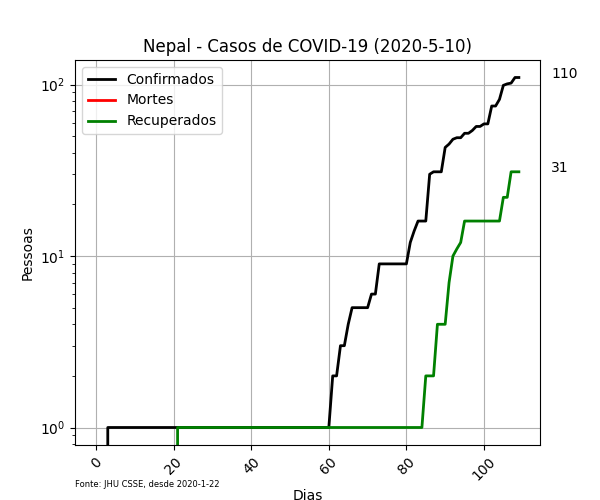 Nepal - Casos de COVID-19 (2020-5-10)
Confirmados
Mortes
Recuperados
110
31
10²
10¹
10⁰
Pessoas
0
20
40
60
80
100
Dias
Fonte: JHU CSSE, desde 2020-1-22